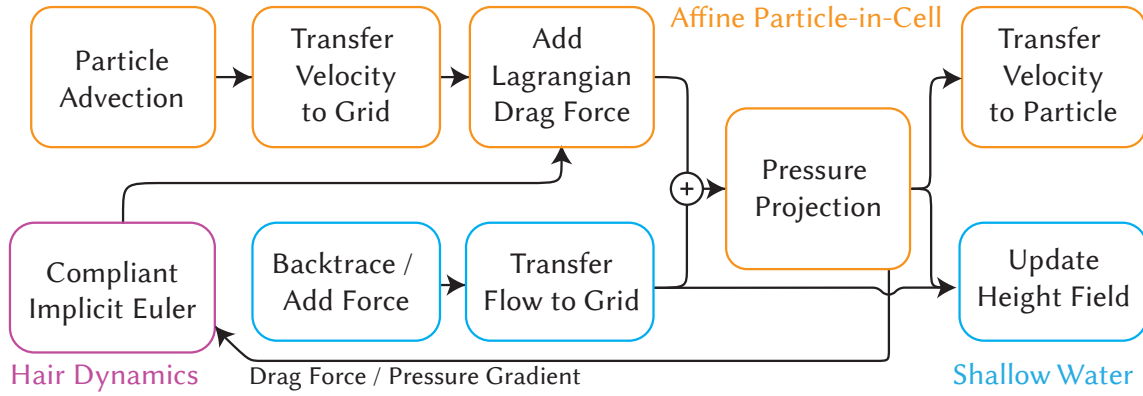 Affine Particle-in-Cell
Particle
Advection
Transfer
Velocity
to Grid
Add
Lagrangian
Drag Force
Transfer
Velocity
to Particle
Pressure
Projection
+
Compliant
Implicit Euler
Backtrace /
Add Force
Transfer
Flow to Grid
Update
Height Field
Hair Dynamics
Drag Force / Pressure Gradient
Shallow Water